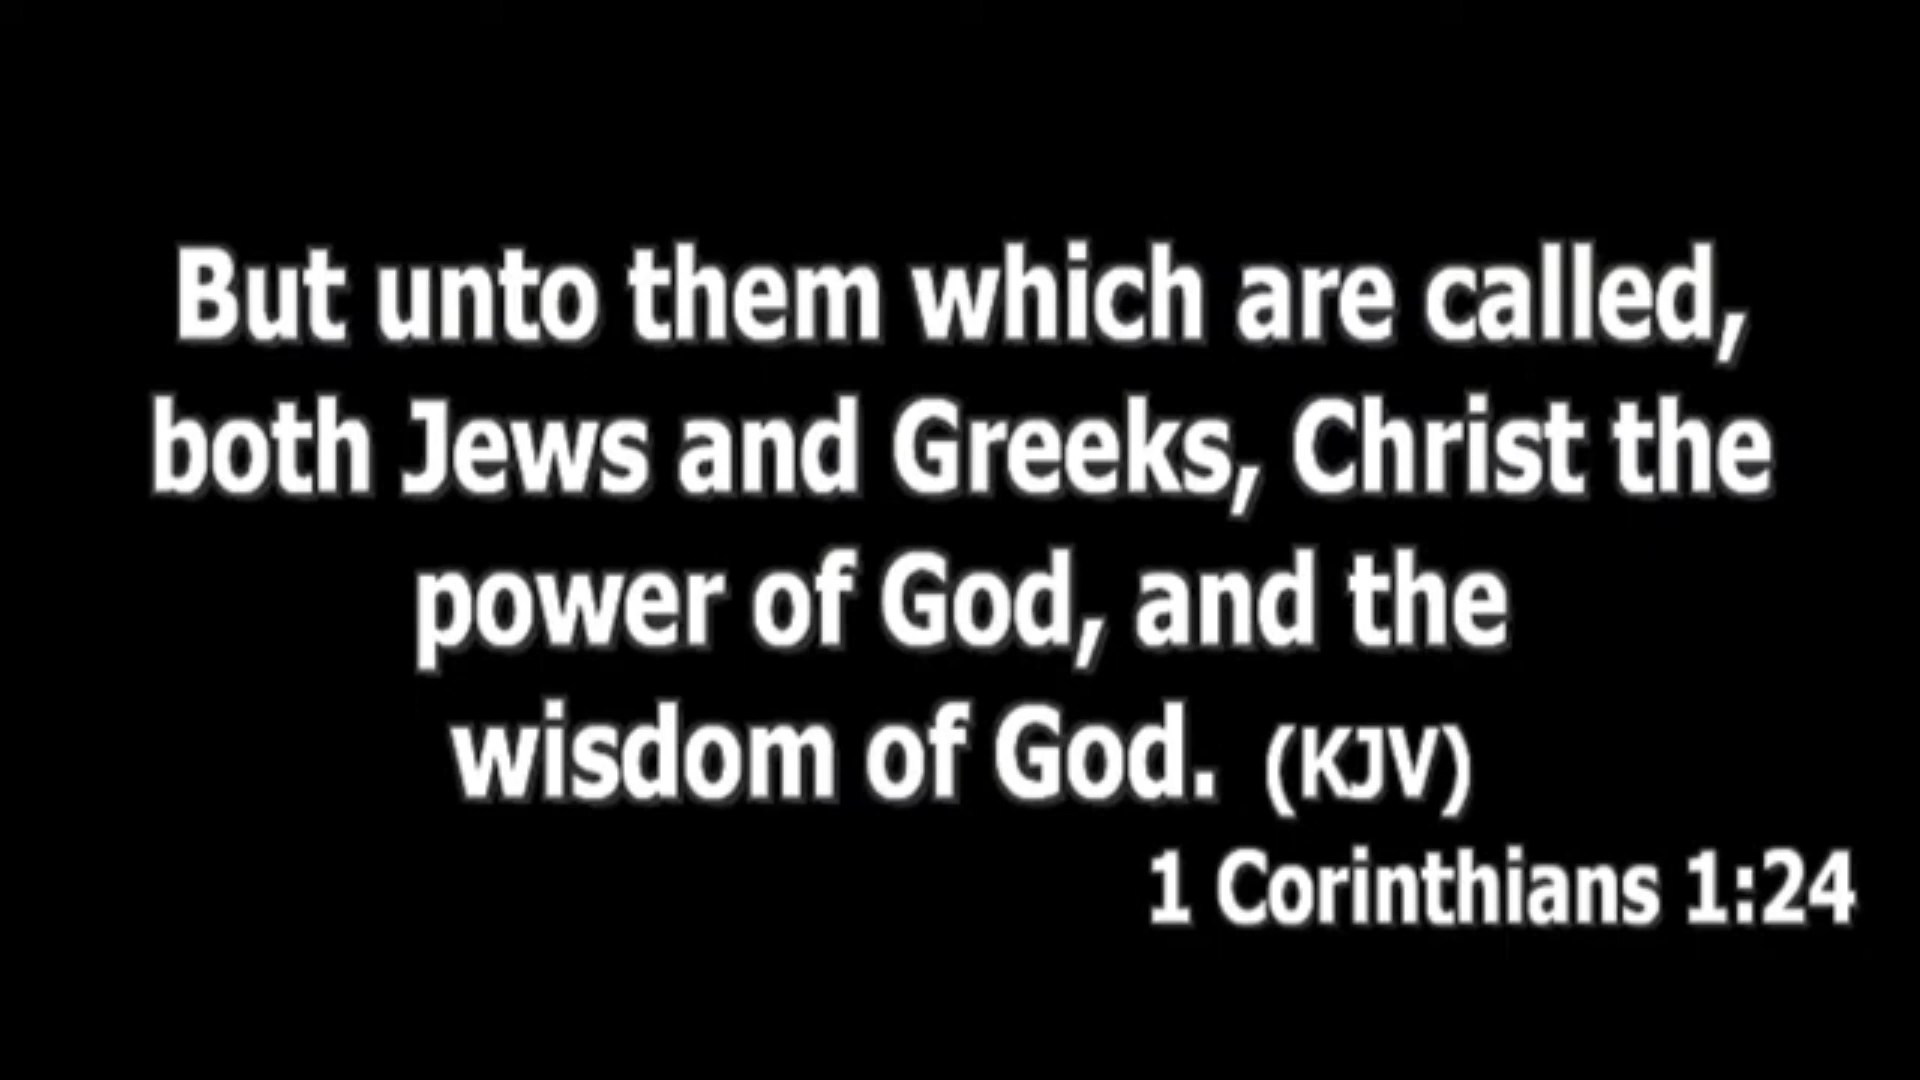 But unto them which are called,
both Jews and Greeks, Christ the
power of God, and the
wisdom of God. (KJV)
1 Corinthians 1:24